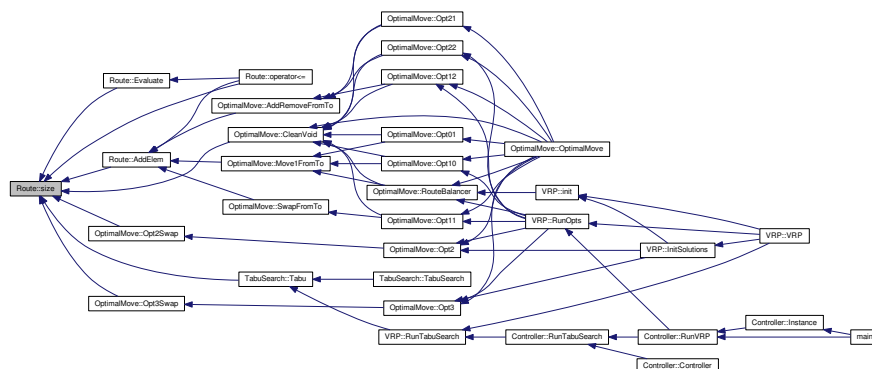 Route::size
Route::Evaluate
Route::AddElem
OptimalMove::Opt2Swap
OptimalMove::Opt3Swap
Route::operator<=
OptimalMove::AddRemoveFromTo
OptimalMove::CleanVoid
OptimalMove::Move1FromTo
OptimalMove::SwapFromTo
TabuSearch::Tabu
OptimalMove::Opt21
OptimalMove::Opt22
OptimalMove::Opt12
OptimalMove::Opt01
OptimalMove::Opt10
OptimalMove::RouteBalancer
OptimalMove::Opt11
OptimalMove::Opt2
TabuSearch::TabuSearch
OptimalMove::Opt3
VRP::RunTabuSearch
OptimalMove::OptimalMove
VRP::init
VRP::RunOpts
Controller::RunTabuSearch
VRP::InitSolutions
Controller::RunVRP
Controller::Controller
VRP::VRP
Controller::Instance
main